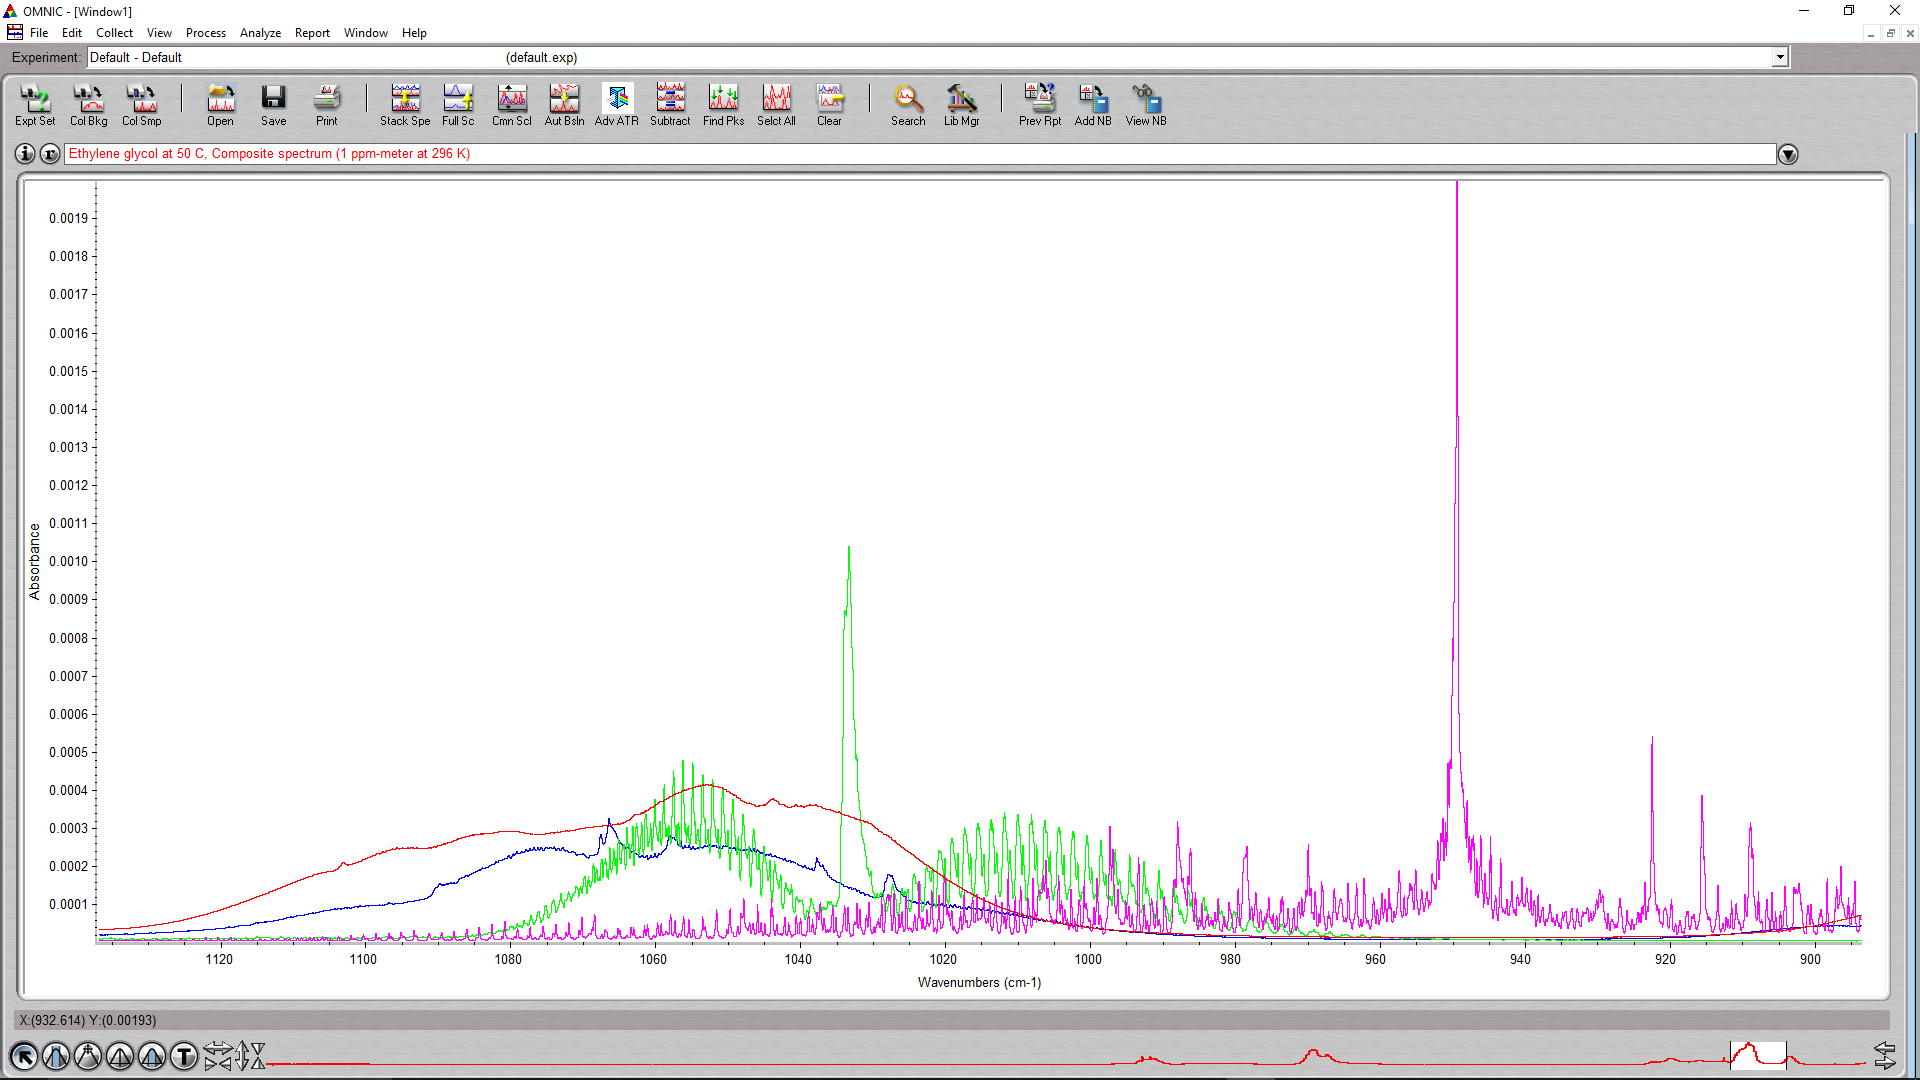 OMNIC - [Window1]
File Edit Collect View Process Analyze Report Window Help
Experiment: Default - Default (default.exp)
Expt Set Col Bkg Col Smp Open Save Print Stack Spe Full Sc Cmn Scl Aut Bsln Adv ATR Subtract Find Pks Selct All Clear Search Lib Mgr Prev Rpt Add NB View NB
i r Ethylene glycol at 50 C, Composite spectrum (1 ppm-meter at 296 K)
0.0019
0.0018
0.0017
0.0016
0.0015
0.0014
0.0013
0.0012
0.0011
0.0010
0.0009
0.0008
0.0007
0.0006
0.0005
0.0004
0.0003
0.0002
0.0001
Absorbance
1120 1100 1080 1060 1040 1020 1000 980 960 940 920 900
Wavenumbers (cm-1)
X:(932.614) Y:(0.00193)
T